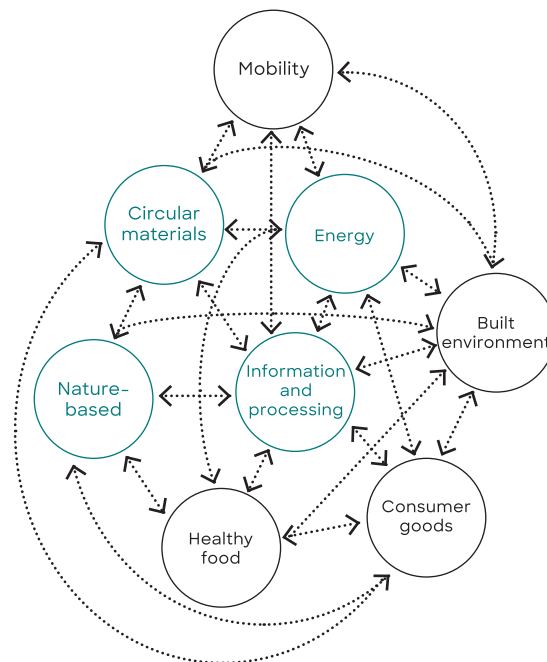 Mobility
Circular
materials
Energy
Built
environment
Nature-
based
Information
and
processing
Consumer
goods
Healthy
food